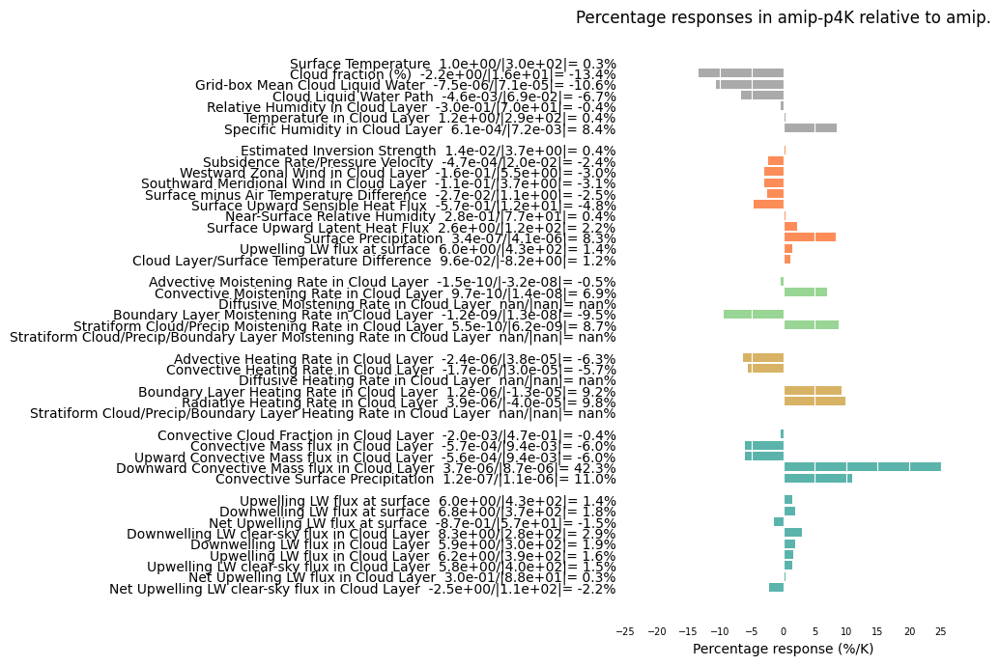 Percentage responses in amip-p4K relative to amip.
Surface Temperature  1.0e+00/|3.0e+02|= 0.3%
Cloud fraction (%)  -2.2e+00/|1.6e+01|= -13.4%
Grid-box Mean Cloud Liquid Water  -7.5e-06/|7.1e-05|= -10.6%
Cloud Liquid Water Path  -4.6e-03/|6.9e-02|= -6.7%
Relative Humidity in Cloud Layer  -3.0e-01/|7.0e+01|= -0.4%
Temperature in Cloud Layer  1.2e+00/|2.9e+02|= 0.4%
Specific Humidity in Cloud Layer  6.1e-04/|7.2e-03|= 8.4%
Estimated Inversion Strength  1.4e-02/|3.7e+00|= 0.4%
Subsidence Rate/Pressure Velocity  -4.7e-04/|2.0e-02|= -2.4%
Westward Zonal Wind in Cloud Layer  -1.6e-01/|5.5e+00|= -3.0%
Southward Meridional Wind in Cloud Layer  -1.1e-01/|3.7e+00|= -3.1%
Surface minus Air Temperature Difference  -2.7e-02/|1.1e+00|= -2.5%
Surface Upward Sensible Heat Flux  -5.7e-01/|1.2e+01|= -4.8%
Near-Surface Relative Humidity  2.8e-01/|7.7e+01|= 0.4%
Surface Upward Latent Heat Flux  2.6e+00/|1.2e+02|= 2.2%
Surface Precipitation  3.4e-07/|4.1e-06|= 8.3%
Upwelling LW flux at surface  6.0e+00/|4.3e+02|= 1.4%
Cloud Layer/Surface Temperature Difference  9.6e-02/|-8.2e+00|= 1.2%
Advective Moistening Rate in Cloud Layer  -1.5e-10/|-3.2e-08|= -0.5%
Convective Moistening Rate in Cloud Layer  9.7e-10/|1.4e-08|= 6.9%
Diffusive Moistening Rate in Cloud Layer  nan/|nan|= nan%
Boundary Layer Moistening Rate in Cloud Layer  -1.2e-09/|1.3e-08|= -9.5%
Stratiform Cloud/Precip Moistening Rate in Cloud Layer  5.5e-10/|6.2e-09|= 8.7%
Stratiform Cloud/Precip/Boundary Layer Moistening Rate in Cloud Layer  nan/|nan|= nan%
Advective Heating Rate in Cloud Layer  -2.4e-06/|3.8e-05|= -6.3%
Convective Heating Rate in Cloud Layer  -1.7e-06/|3.0e-05|= -5.7%
Diffusive Heating Rate in Cloud Layer  nan/|nan|= nan%
Boundary Layer Heating Rate in Cloud Layer  1.2e-06/|-1.3e-05|= 9.2%
Radiative Heating Rate in Cloud Layer  3.9e-06/|-4.0e-05|= 9.8%
Stratiform Cloud/Precip/Boundary Layer Heating Rate in Cloud Layer  nan/|nan|= nan%
Convective Cloud Fraction in Cloud Layer  -2.0e-03/|4.7e-01|= -0.4%
Convective Mass flux in Cloud Layer  -5.7e-04/|9.4e-03|= -6.0%
Upward Convective Mass flux in Cloud Layer  -5.6e-04/|9.4e-03|= -6.0%
Downward Convective Mass flux in Cloud Layer  3.7e-06/|8.7e-06|= 42.3%
Convective Surface Precipitation  1.2e-07/|1.1e-06|= 11.0%
Upwelling LW flux at surface  6.0e+00/|4.3e+02|= 1.4%
Downwelling LW flux at surface  6.8e+00/|3.7e+02|= 1.8%
Net Upwelling LW flux at surface  -8.7e-01/|5.7e+01|= -1.5%
Downwelling LW clear-sky flux in Cloud Layer  8.3e+00/|2.8e+02|= 2.9%
Downwelling LW flux in Cloud Layer  5.9e+00/|3.0e+02|= 1.9%
Upwelling LW flux in Cloud Layer  6.2e+00/|3.9e+02|= 1.6%
Upwelling LW clear-sky flux in Cloud Layer  5.8e+00/|4.0e+02|= 1.5%
Net Upwelling LW flux in Cloud Layer  3.0e-01/|8.8e+01|= 0.3%
Net Upwelling LW clear-sky flux in Cloud Layer  -2.5e+00/|1.1e+02|= -2.2%
−25 −20 −15 −10 −5 0 5 10 15 20 25
Percentage response (%/K)